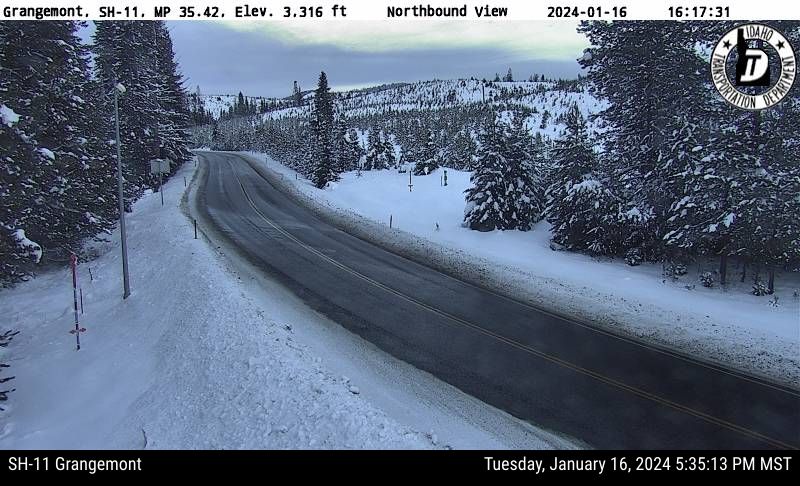 Grangemont, SH-11, MP 35.42, Elev. 3,316 ft Northbound View 2024-01-16 16:17:31
IDAHO
TRANSPORTATION DEPARTMENT
SH-11 Grangemont Tuesday, January 16, 2024 5:35:13 PM MST